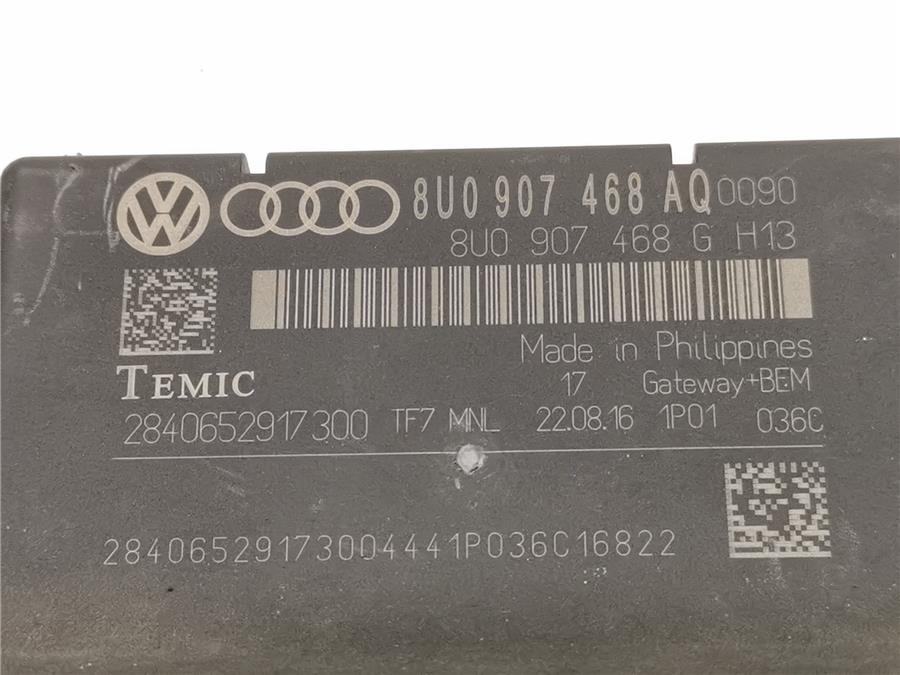 8U0 907 468 AQ 0090
8U0 907 468 G H13
Made in Philippines
TEMIC 17 Gateway+BEM
2840652917300 TF7 MNL 22.08.16 1P01 036C
28406529173004441P036C16822